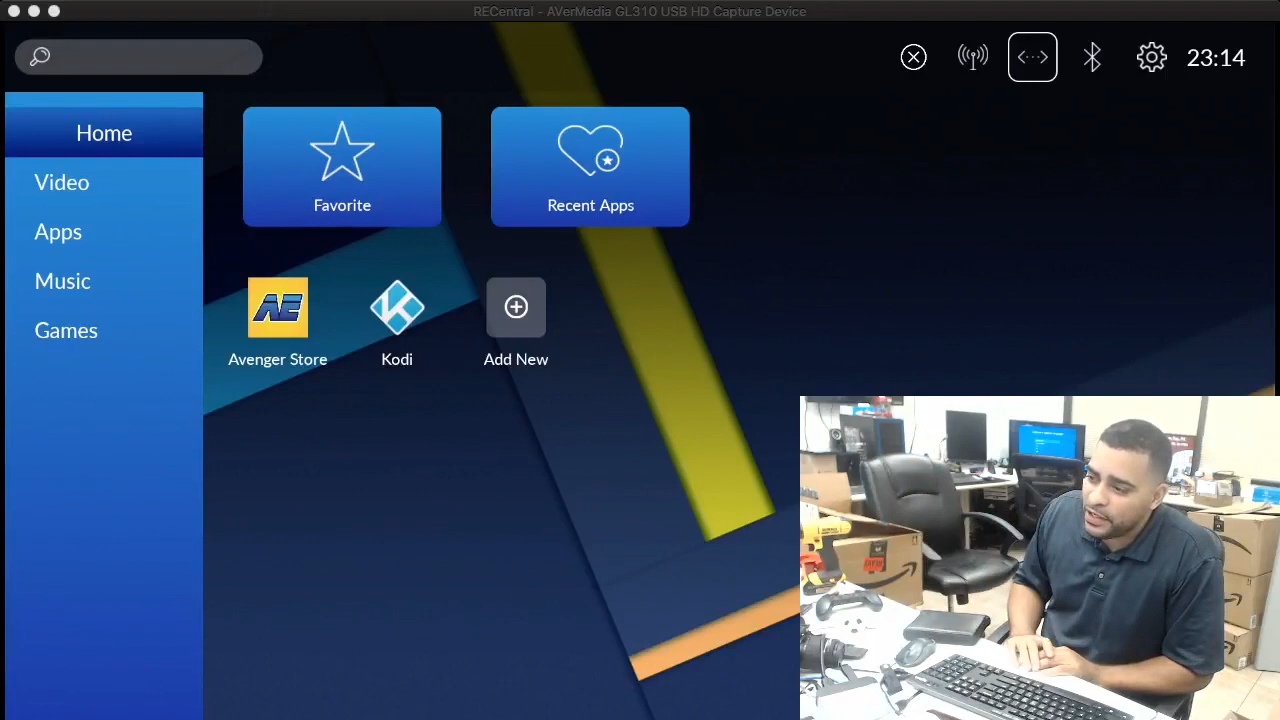 RECentral - AVerMedia GL310 USB HD Capture Device
23:14
Home
Video
Apps
Music
Games
Favorite
Recent Apps
AE
Avenger Store
Kodi
Add New